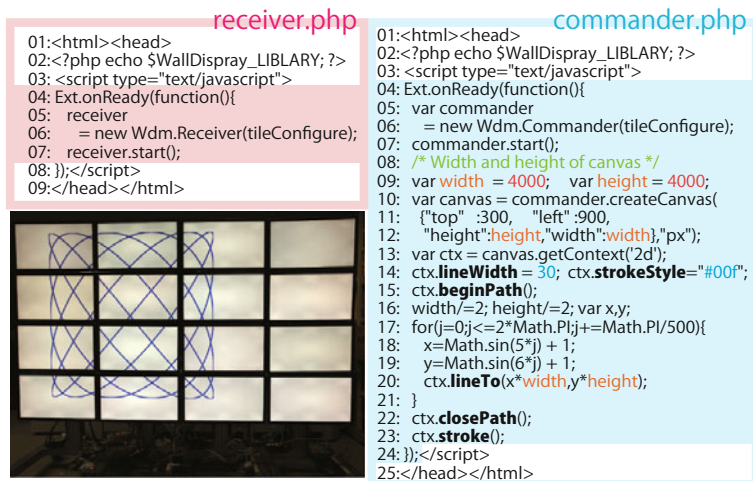 receiver.php
01:<html><head>
02:<?php echo $WallDispray_LIBLARY; ?>
03: <script type="text/javascript">
04: Ext.onReady(function(){
05: receiver
06: = new Wdm.Receiver(tileConfigure);
07: receiver.start();
08: });</script>
09:</head></html>
commander.php
01:<html><head>
02:<?php echo $WallDispray_LIBLARY; ?>
03: <script type="text/javascript">
04: Ext.onReady(function(){
05: var commander
06: = new Wdm.Commander(tileConfigure);
07: commander.start();
08: /* Width and height of canvas */
09: var width = 4000; var height = 4000;
10: var canvas = commander.createCanvas(
11: {"top" :300, "left" :900,
12: "height":height,"width":width},"px");
13: var ctx = canvas.getContext('2d');
14: ctx.lineWidth = 30; ctx.strokeStyle="#00f";
15: ctx.beginPath();
16: width/=2; height/=2; var x,y;
17: for(j=0;j<=2*Math.PI;j+=Math.PI/500){
18: x=Math.sin(5*j) + 1;
19: y=Math.sin(6*j) + 1;
20: ctx.lineTo(x*width,y*height);
21: }
22: ctx.closePath();
23: ctx.stroke();
24: });</script>
25:</head></html>